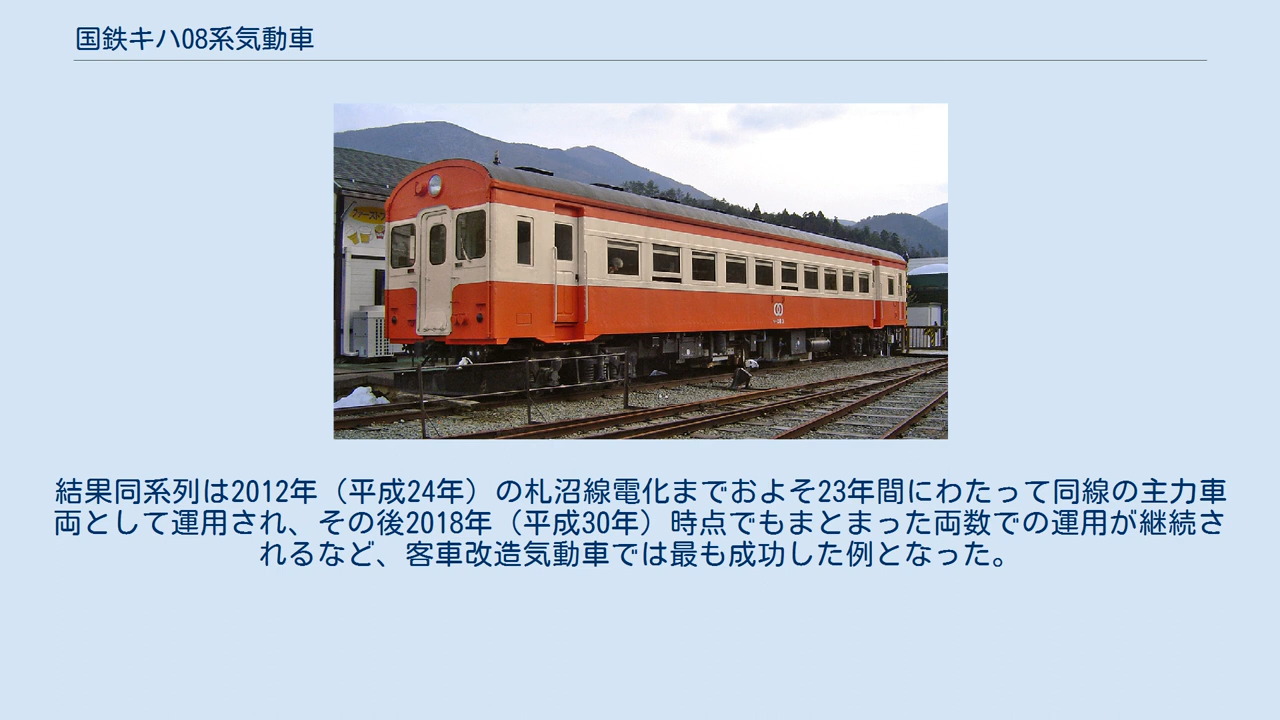 国鉄キハ08系気動車
結果同系列は2012年（平成24年）の札沼線電化までおよそ23年間にわたって同線の主力車
両として運用され、その後2018年（平成30年）時点でもまとまった両数での運用が継続さ
れるなど、客車改造気動車では最も成功した例となった。